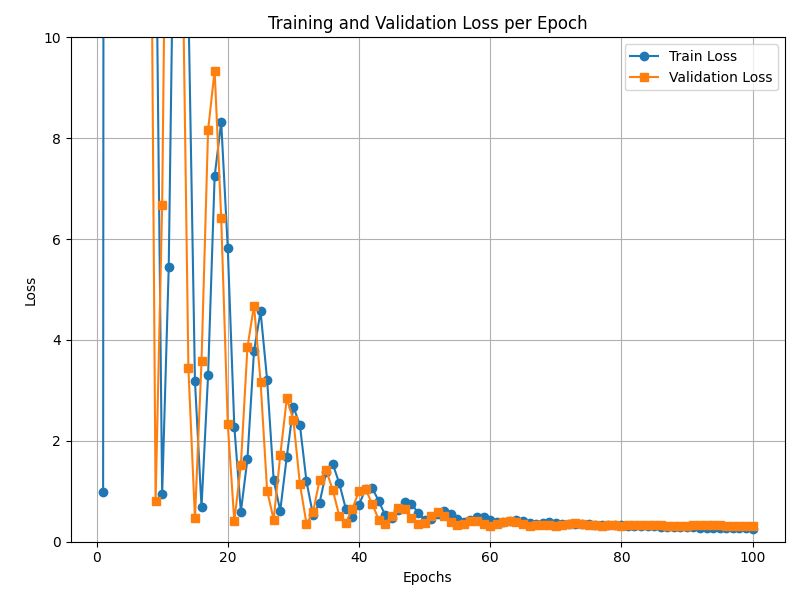 Training and Validation Loss per Epoch
Train Loss
Validation Loss
Loss
10
8
6
4
2
0
0 20 40 60 80 100
Epochs